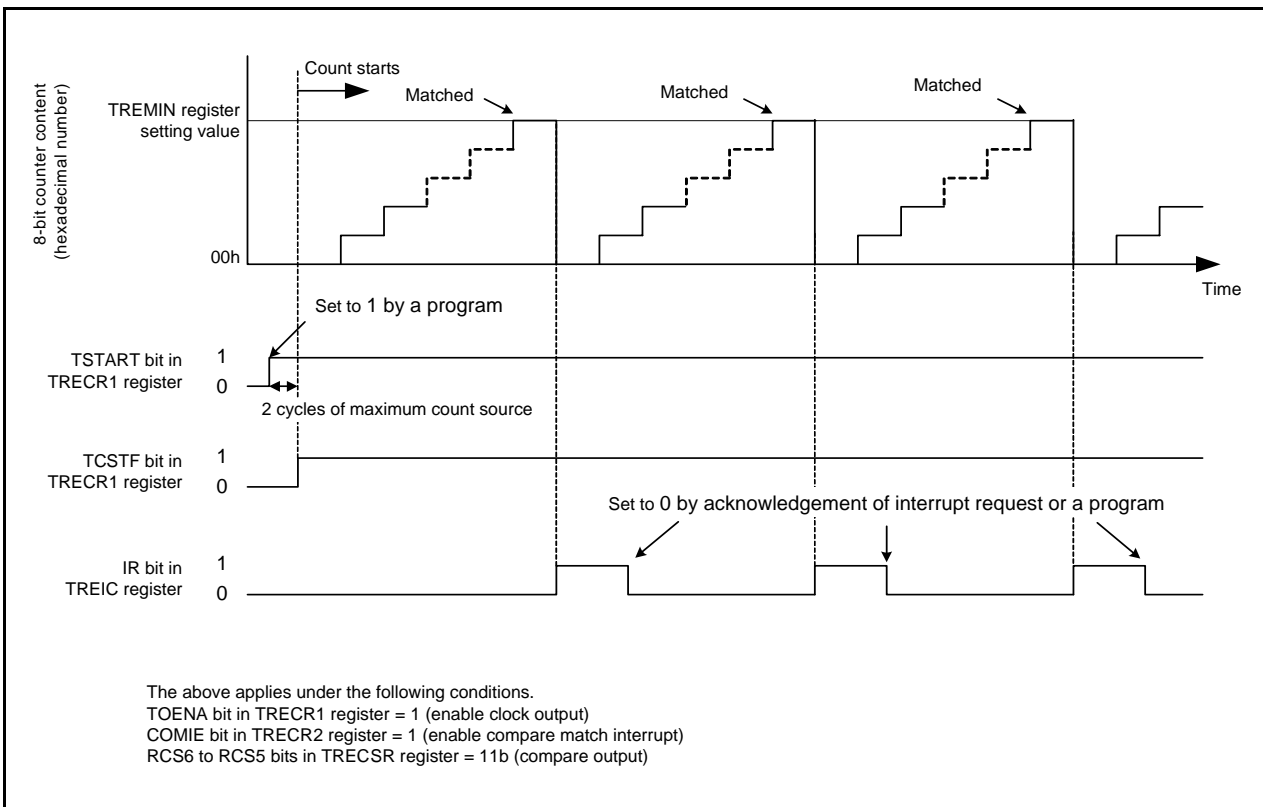 Count starts
8-bit counter content
(hexadecimal number)
TREMIN register
setting value
Matched
Matched
Matched
00h
Time
Set to 1 by a program
TSTART bit in
TRECR1 register
1
0
2 cycles of maximum count source
TCSTF bit in
TRECR1 register
1
0
Set to 0 by acknowledgement of interrupt request or a program
IR bit in
TREIC register
1
0
The above applies under the following conditions.
TOENA bit in TRECR1 register = 1 (enable clock output)
COMIE bit in TRECR2 register = 1 (enable compare match interrupt)
RCS6 to RCS5 bits in TRECSR register = 11b (compare output)